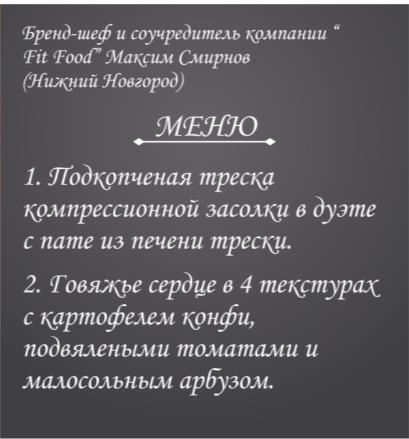 Бренд-шеф и соучредитель компании “
Fit Food” Максим Смирнов
(Нижний Новгород)
МЕНЮ
1. Подкопченая треска
компрессионной засолки в дуэте
с пате из печени трески.
2. Говяжье сердце в 4 текстурах
с картофелем конфи,
подвялеными томатами и
малосольным арбузом.